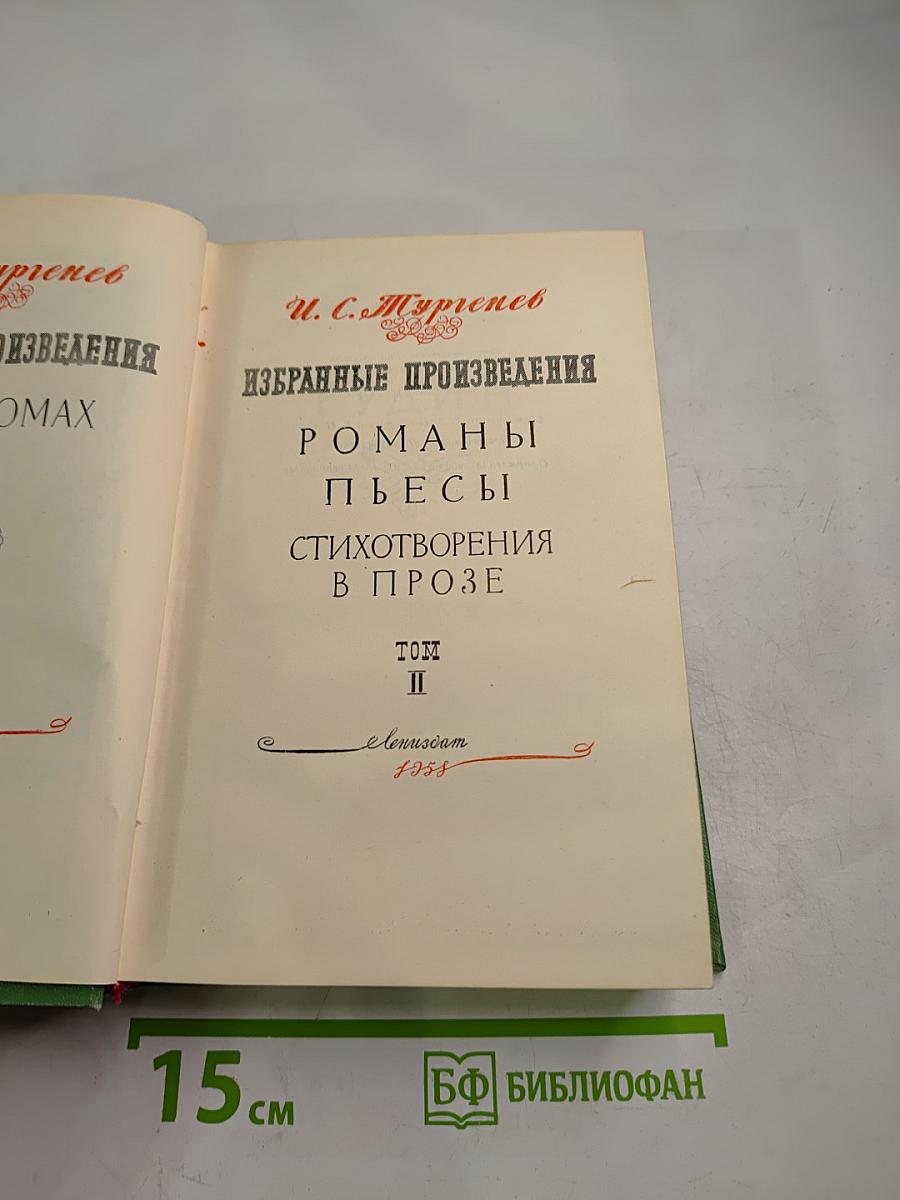 ургенев
ОИЗВЕДЕНИЯ
ОМАХ
И. С. Тургенев
ИЗБРАННЫЕ ПРОИЗВЕДЕНИЯ
РОМАНЫ
ПЬЕСЫ
СТИХОТВОРЕНИЯ
В ПРОЗЕ
ТОМ
II
Лениздат
1958
15 см
БФ БИБЛИОФАН